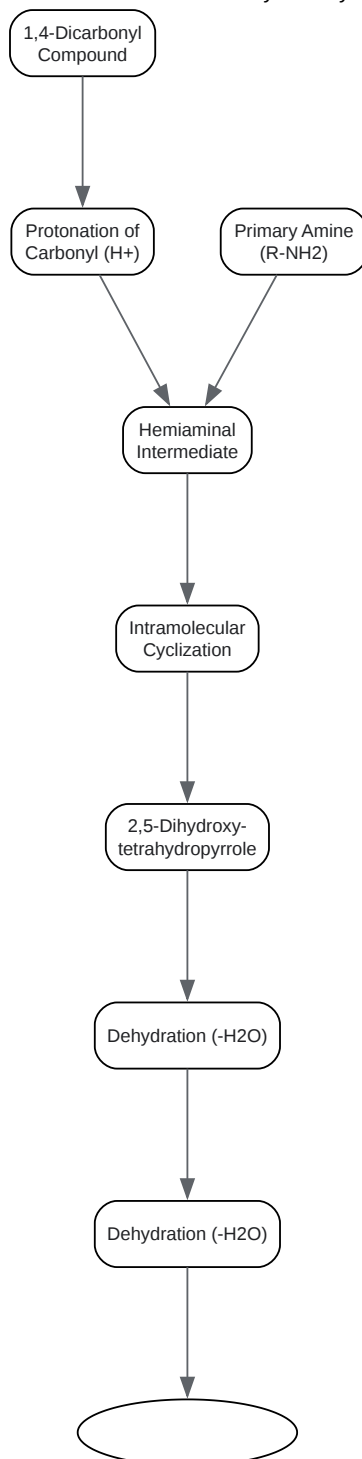 1,4-Dicarbonyl
Compound
Protonation of
Carbonyl (H+)
Primary Amine
(R-NH2)
Hemiaminal
Intermediate
Intramolecular
Cyclization
2,5-Dihydroxy-
tetrahydropyrrole
Dehydration (-H2O)
Dehydration (-H2O)